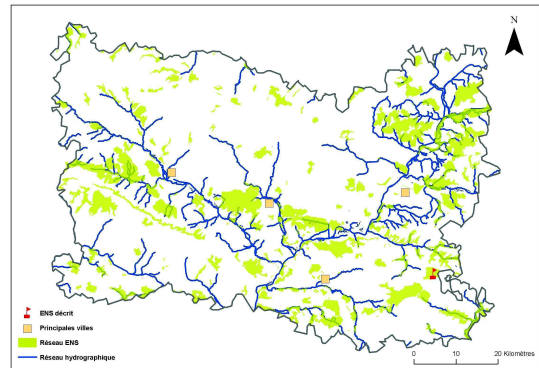 N
ENS décrit
Principales villes
Réseau ENS
Réseau hydrographique
0 10 20 Kilomètres